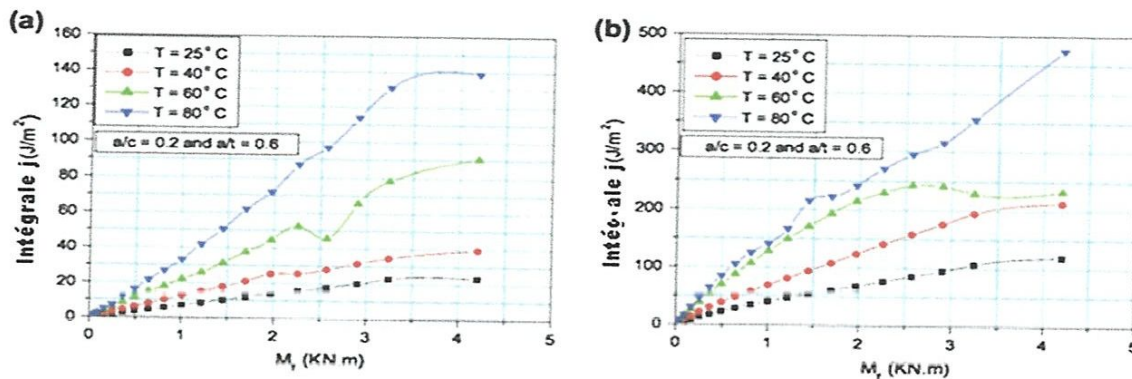 (a)
Intégrale j(J/m²)
160
140
120
100
80
60
40
20
0
T = 25° C
T = 40° C
T = 60° C
T = 80° C
a/c = 0.2 and a/t = 0.6
0 1 2 3 4 5
(KN.m)
(b)
j(J/m²)
500
400
300
200
100
0
T = 25° C
T = 40° C
T = 60° C
T = 80° C
a/c = 0.2 and a/t = 0.6
0 1 2 3 4 5
(KN.m)